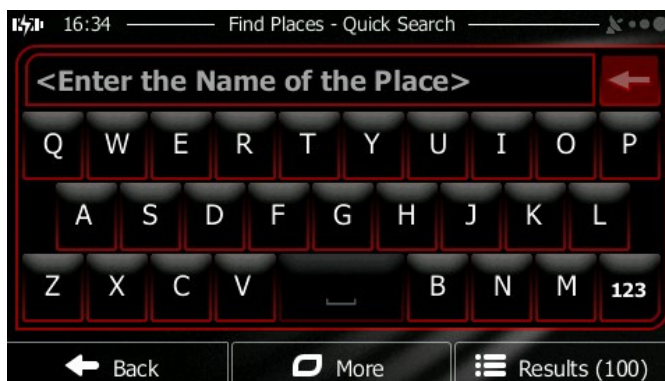 16:34 Find Places - Quick Search
<Enter the Name of the Place>
Q W E R T Y U I O P
A S D F G H J K L
Z X C V B N M 123
Back More Results (100)